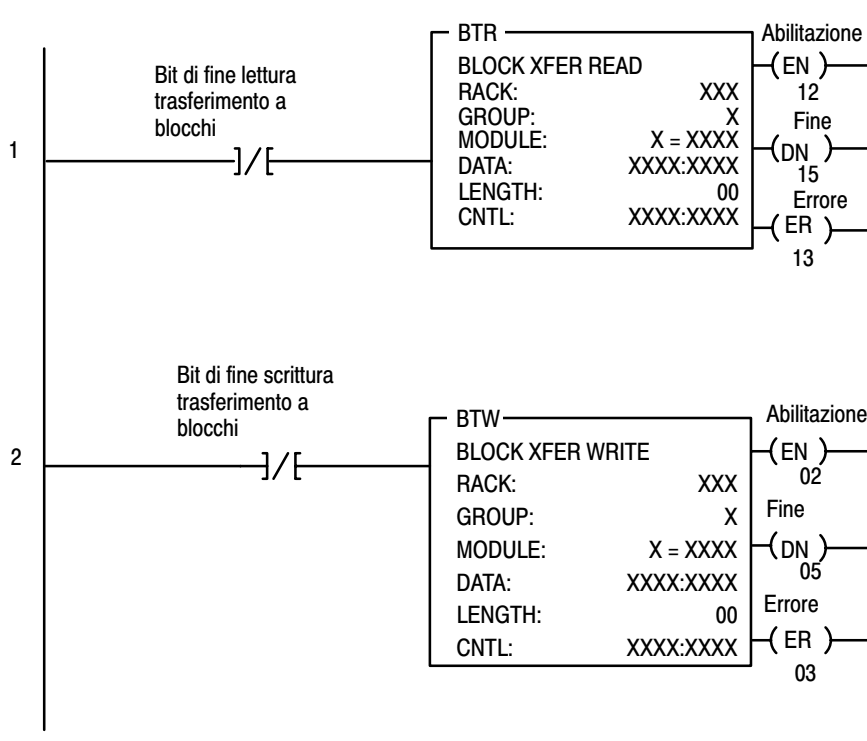 BTR
Abilitazione
Bit di fine lettura
trasferimento a
blocchi
BLOCK XFER READ
RACK: XXX
GROUP: X
MODULE: X = XXXX
DATA: XXXX:XXXX
LENGTH: 00
CNTL: XXXX:XXXX
EN
12
Fine
DN
15
Errore
ER
13
1
]/[
Bit di fine scrittura
trasferimento a
blocchi
2
]/[
BTW
Abilitazione
BLOCK XFER WRITE
RACK: XXX
GROUP: X
MODULE: X = XXXX
DATA: XXXX:XXXX
LENGTH: 00
CNTL: XXXX:XXXX
EN
02
Fine
DN
05
Errore
ER
03